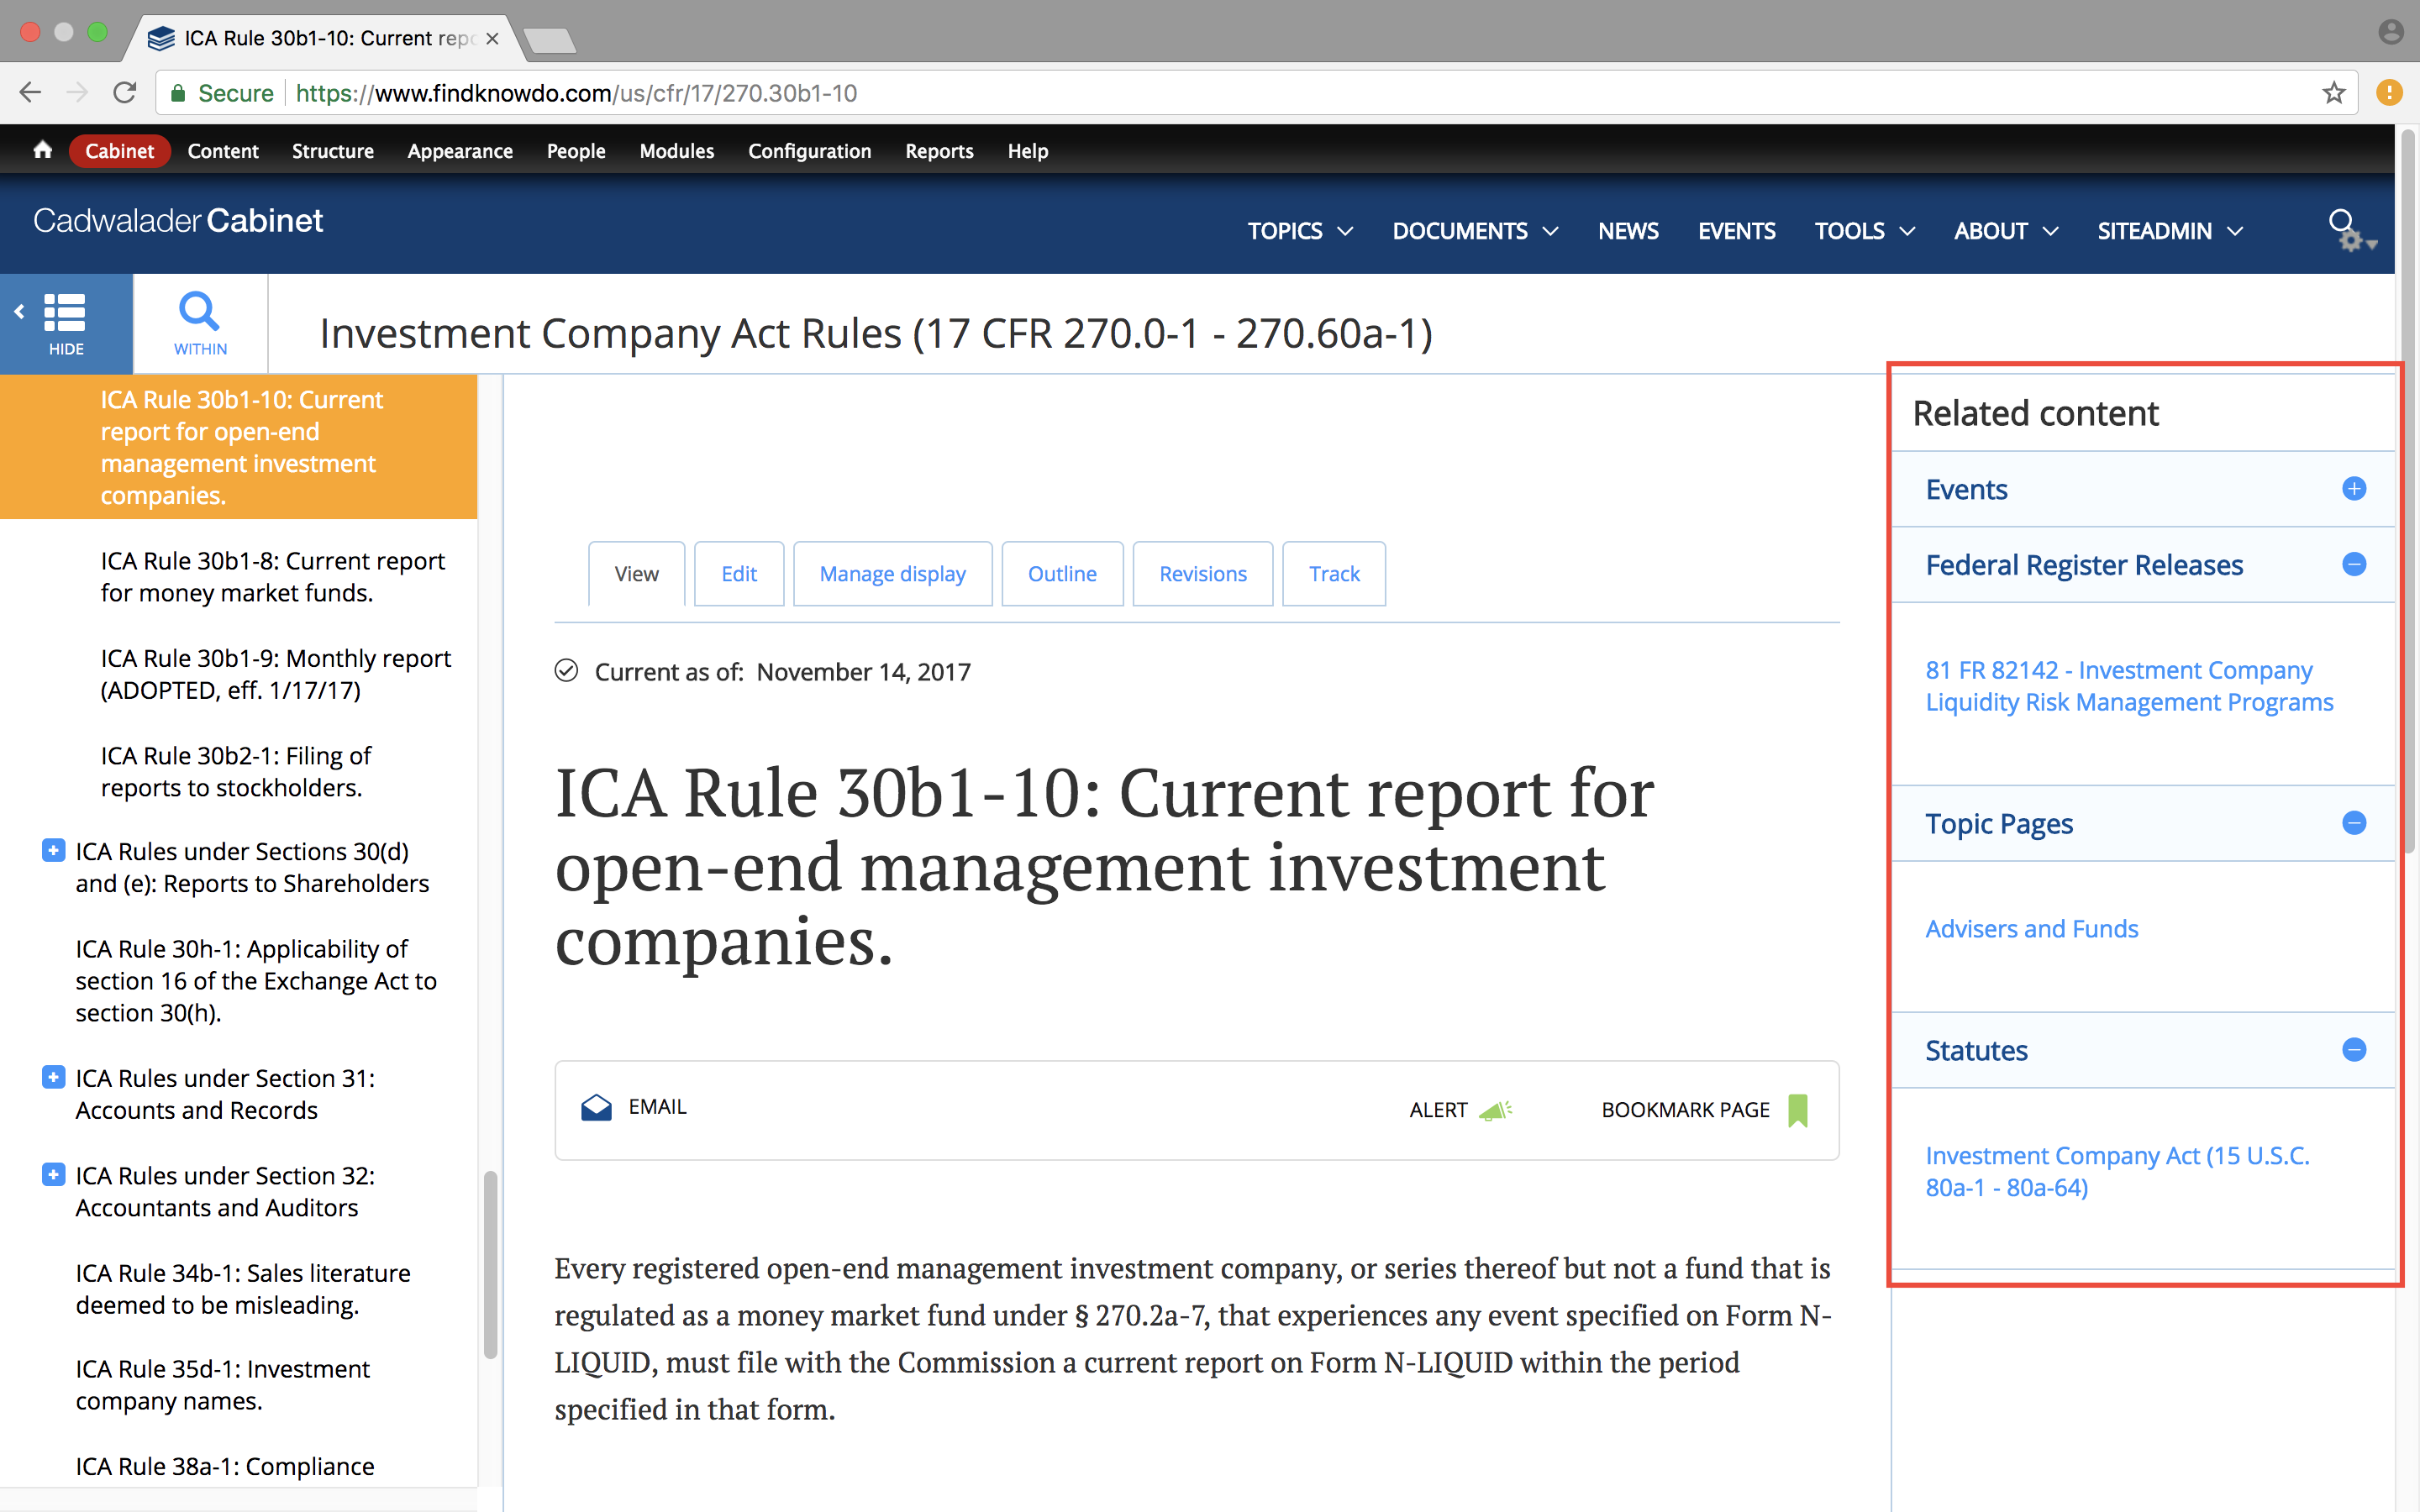 ICA Rule 30b1-10: Current repo
Secure https://www.findknowdo.com/us/cfr/17/270.30b1-10
Cabinet Content Structure Appearance People Modules Configuration Reports Help
Cadwalader Cabinet
TOPICS DOCUMENTS NEWS EVENTS TOOLS ABOUT SITEADMIN
HIDE
WITHIN
Investment Company Act Rules (17 CFR 270.0-1 - 270.60a-1)
ICA Rule 30b1-10: Current
report for open-end
management investment
companies.
ICA Rule 30b1-8: Current report
for money market funds.
ICA Rule 30b1-9: Monthly report
(ADOPTED, eff. 1/17/17)
ICA Rule 30b2-1: Filing of
reports to stockholders.
ICA Rules under Sections 30(d)
and (e): Reports to Shareholders
ICA Rule 30h-1: Applicability of
section 16 of the Exchange Act to
section 30(h).
ICA Rules under Section 31:
Accounts and Records
ICA Rules under Section 32:
Accountants and Auditors
ICA Rule 34b-1: Sales literature
deemed to be misleading.
ICA Rule 35d-1: Investment
company names.
ICA Rule 38a-1: Compliance
View Edit Manage display Outline Revisions Track
Current as of: November 14, 2017
ICA Rule 30b1-10: Current report for
open-end management investment
companies.
EMAIL ALERT BOOKMARK PAGE
Every registered open-end management investment company, or series thereof but not a fund that is
regulated as a money market fund under § 270.2a-7, that experiences any event specified on Form N-
LIQUID, must file with the Commission a current report on Form N-LIQUID within the period
specified in that form.
Related content
Events
Federal Register Releases
81 FR 82142 - Investment Company
Liquidity Risk Management Programs
Topic Pages
Advisers and Funds
Statutes
Investment Company Act (15 U.S.C.
80a-1 - 80a-64)